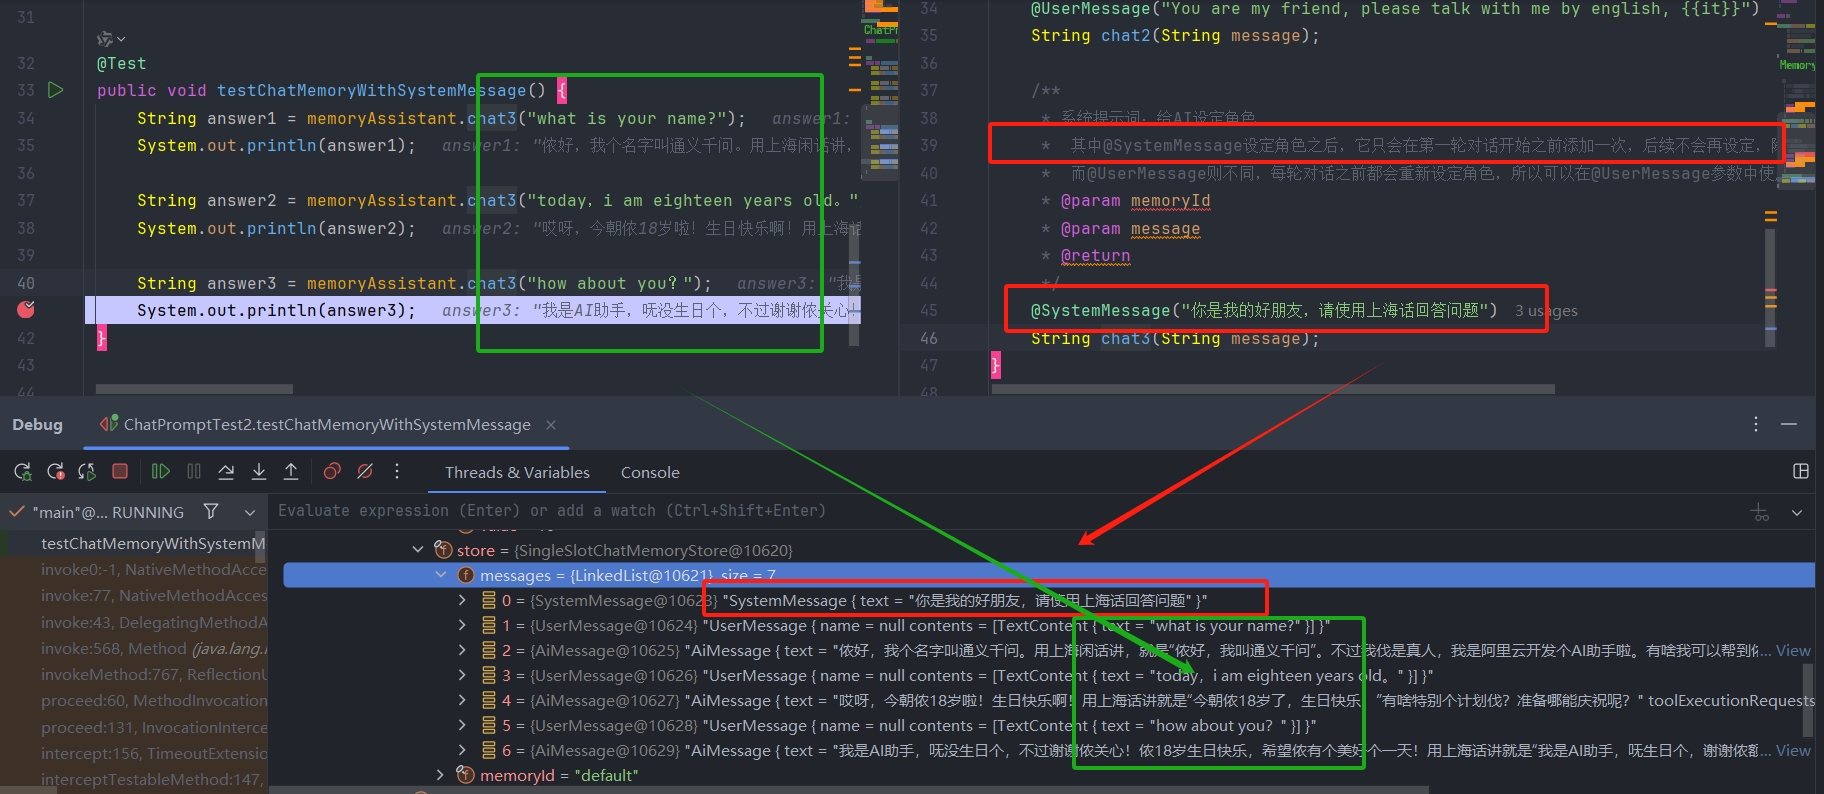 31
32
@Test
33
public void testChatMemoryWithSystemMessage() {
34
String answer1 = memoryAssistant.chat3("what is your name?"); answer1:
35
System.out.println(answer1); answer1: "侬好，我个名字叫通义千问。用上海闲话讲，
36
37
String answer2 = memoryAssistant.chat3("today，i am eighteen years old。"
38
System.out.println(answer2); answer2: "哎呀，今朝侬18岁啦！生日快乐啊！用上海
39
40
String answer3 = memoryAssistant.chat3("how about you？"); answer3: "我是
System.out.println(answer3); answer3: "我是AI助手，呒没生日个，不过谢谢侬关心！
42
}
43
44
34
@UserMessage("You are my friend, please talk with me by english, {{it}}")
35
String chat2(String message);
36
37
/**
38
* 系统提示词，给AI设定角色
39
* 其中@SystemMessage设定角色之后，它只会在第一轮对话开始之前添加一次，后续不会再设定，
40
* 而@UserMessage则不同，每轮对话之前都会重新设定角色，所以可以在@UserMessage参数中使
41
* @param memoryId
42
* @param message
43
* @return
44
*/
45
@SystemMessage("你是我的好朋友，请使用上海话回答问题") 3 usages
46
String chat3(String message);
47
}
48
Debug
ChatPromptTest2.testChatMemoryWithSystemMessage
Threads & Variables
Console
"main"@... RUNNING
Evaluate expression (Enter) or add a watch (Ctrl+Shift+Enter)
testChatMemoryWithSystemM
invoke0:-1, NativeMethodAcce
invoke:77, NativeMethodAcces
invoke:43, DelegatingMethodA
invoke:568, Method (java.lang.r
invokeMethod:767, ReflectionU
proceed:60, MethodInvocation
proceed:131, InvocationInterce
intercept:156, TimeoutExtensio
interceptTestableMethod:147,
store = {SingleSlotChatMemoryStore@10620}
messages = {LinkedList@10621} size = 7
0 = {SystemMessage@10623} "SystemMessage { text = "你是我的好朋友，请使用上海话回答问题" }"
1 = {UserMessage@10624} "UserMessage { name = null contents = [TextContent { text = "what is your name?" }] }"
2 = {AiMessage@10625} "AiMessage { text = "侬好，我个名字叫通义千问。用上海闲话讲，就是“侬好，我叫通义千问”。不过我伐是真人，我是阿里云开发个AI助手啦。有啥我可以帮到侬... View
3 = {UserMessage@10626} "UserMessage { name = null contents = [TextContent { text = "today，i am eighteen years old。" }] }"
4 = {AiMessage@10627} "AiMessage { text = "哎呀，今朝侬18岁啦！生日快乐啊！用上海话讲就是“今朝侬18岁了，生日快乐！”有啥特别个计划伐？准备哪能庆祝呢？" toolExecutionRequests
5 = {UserMessage@10628} "UserMessage { name = null contents = [TextContent { text = "how about you？" }] }"
6 = {AiMessage@10629} "AiMessage { text = "我是AI助手，呒没生日个，不过谢谢侬关心！侬18岁生日快乐，希望侬有个美好个一天！用上海话讲就是“我是AI助手，呒生日个，谢谢侬额... View
memoryId = "default"